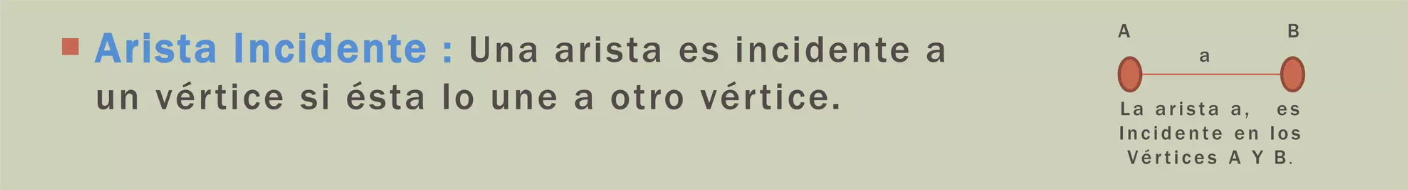 Arista Incidente : Una arista es incidente a
un vértice si ésta lo une a otro vértice.
A B
a
La arista a, es
Incidente en los
Vértices A Y B.